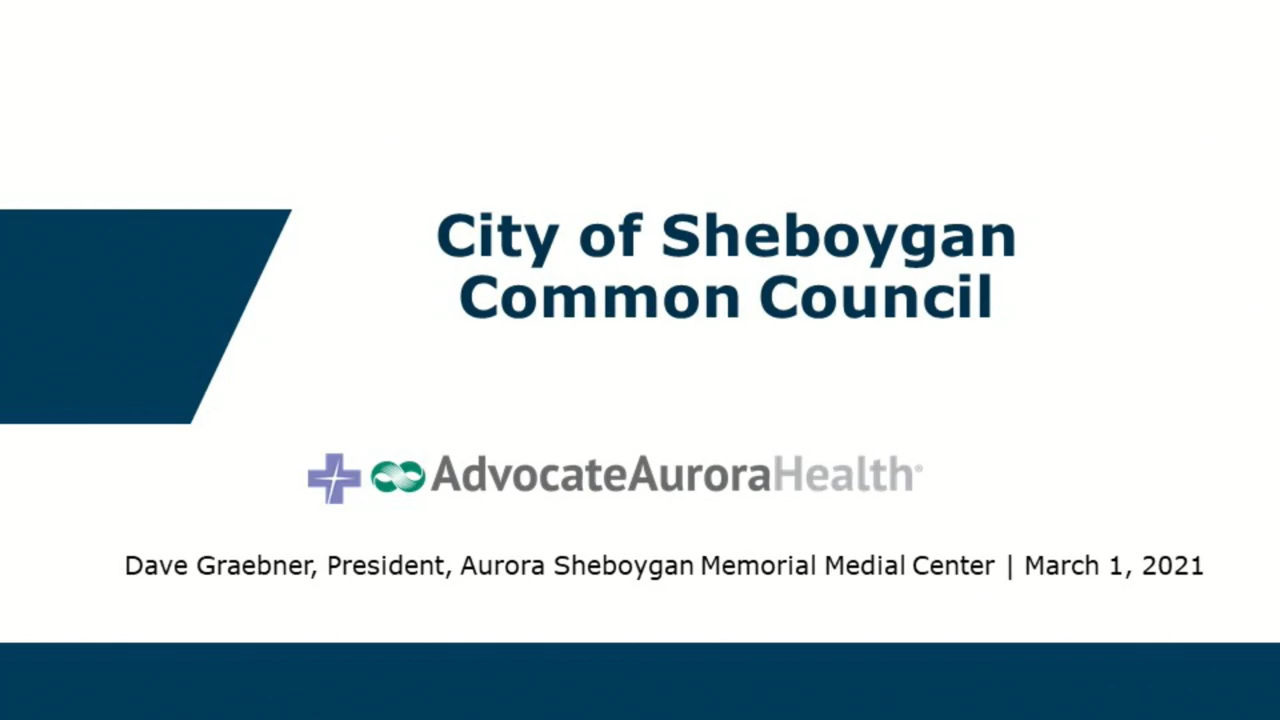 City of Sheboygan
Common Council
AdvocateAuroraHealth®
Dave Graebner, President, Aurora Sheboygan Memorial Medial Center | March 1, 2021